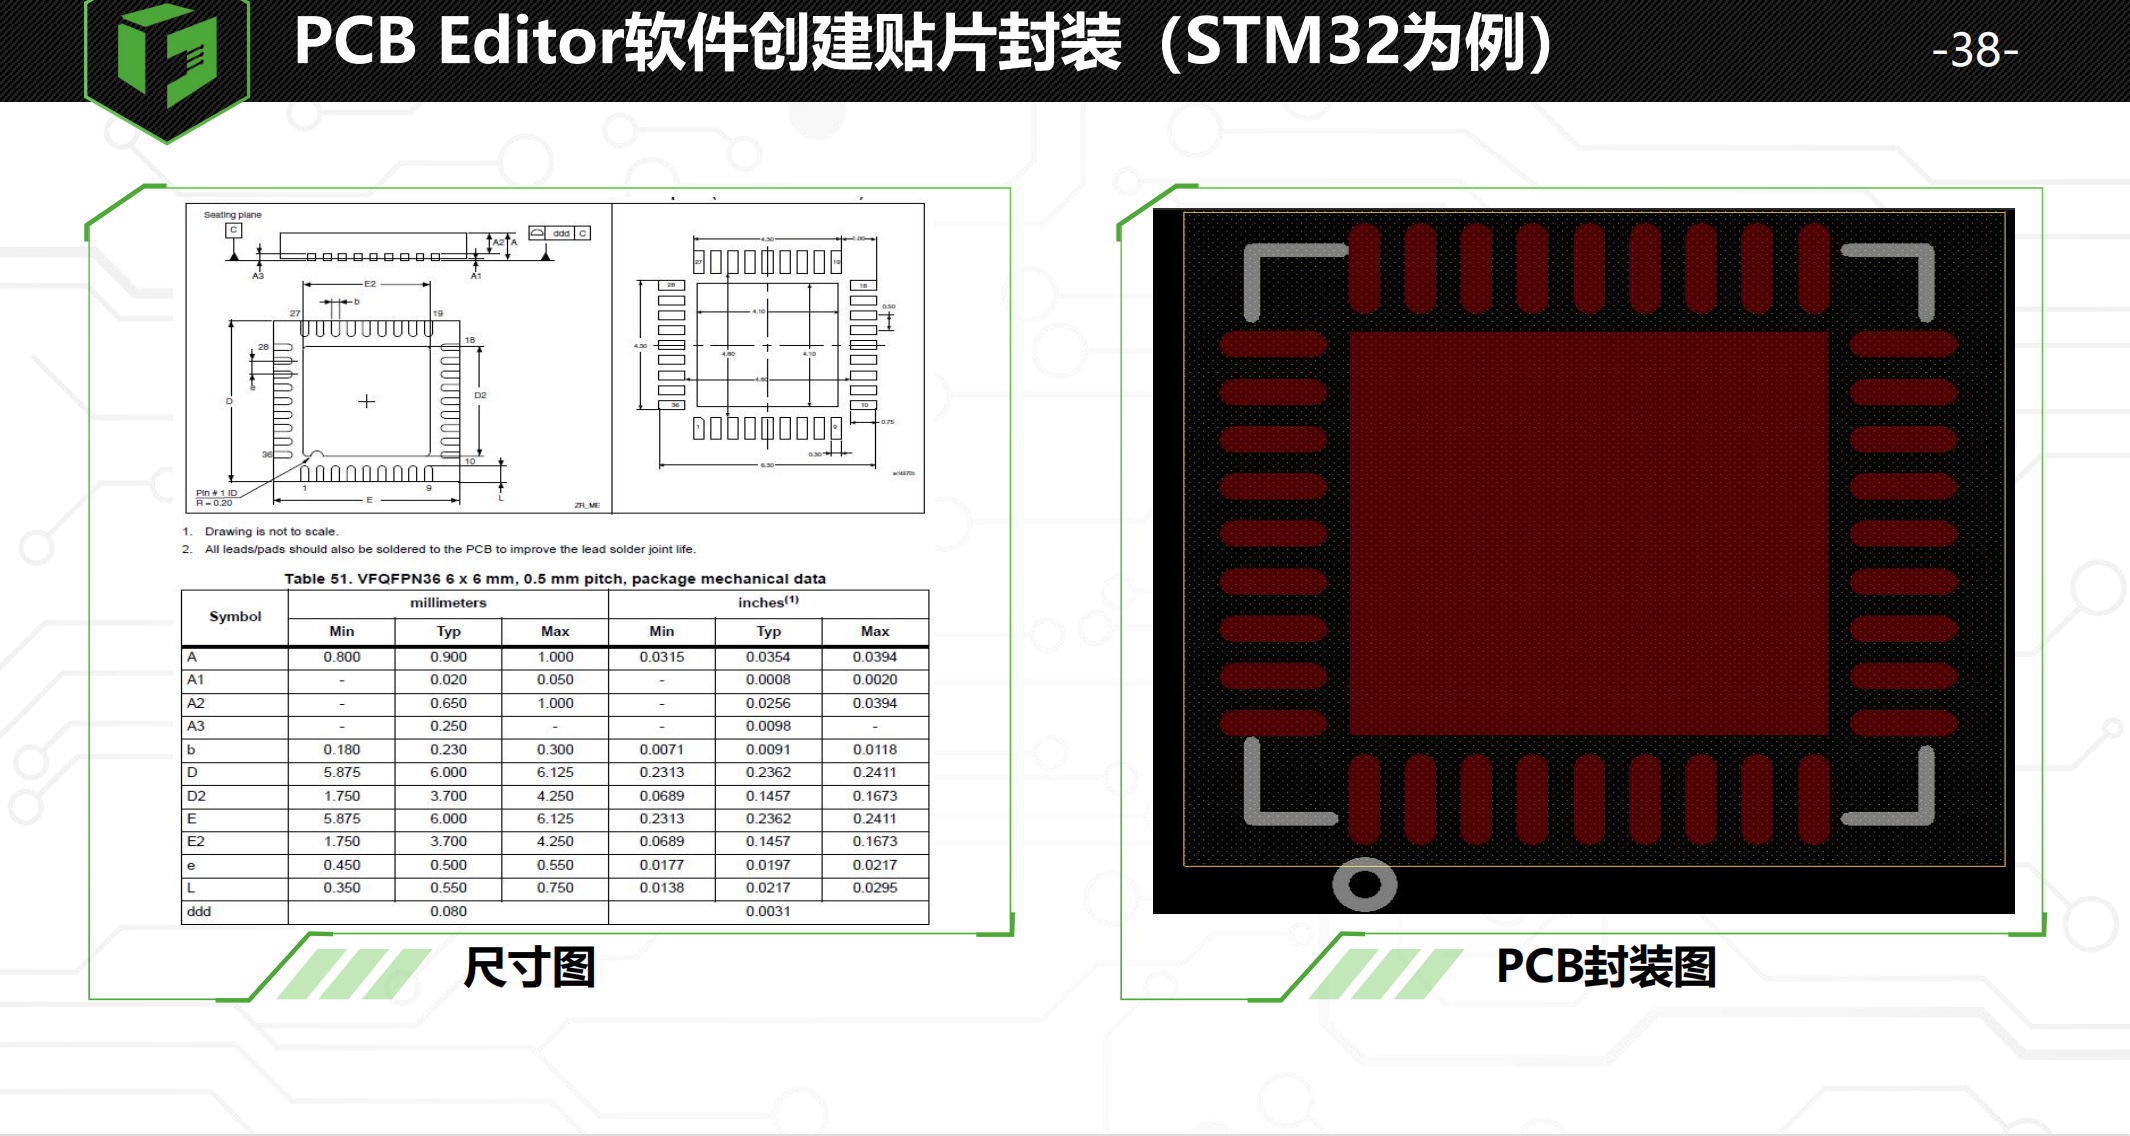 PCB Editor软件创建贴片封装（STM32为例）
-38-
Seating plane
C
ddd C
A2 A
A3
A1
E2
b
27
19
28
18
e
D
D2
36
10
Pin # 1 ID
R = 0.20
1
9
E
L
ZR_ME
4.30
1.00
27
19
28
18
0.50
4.10
4.30
4.80
4.10
4.80
36
10
1
9
0.75
0.30
6.30
1. Drawing is not to scale.
2. All leads/pads should also be soldered to the PCB to improve the lead solder joint life.
Table 51. VFQFPN36 6 x 6 mm, 0.5 mm pitch, package mechanical data
Symbol millimeters inches(1)
Min Typ Max Min Typ Max
A 0.800 0.900 1.000 0.0315 0.0354 0.0394
A1 - 0.020 0.050 - 0.0008 0.0020
A2 - 0.650 1.000 - 0.0256 0.0394
A3 - 0.250 - - 0.0098 -
b 0.180 0.230 0.300 0.0071 0.0091 0.0118
D 5.875 6.000 6.125 0.2313 0.2362 0.2411
D2 1.750 3.700 4.250 0.0689 0.1457 0.1673
E 5.875 6.000 6.125 0.2313 0.2362 0.2411
E2 1.750 3.700 4.250 0.0689 0.1457 0.1673
e 0.450 0.500 0.550 0.0177 0.0197 0.0217
L 0.350 0.550 0.750 0.0138 0.0217 0.0295
ddd 0.080 0.0031
尺寸图
PCB封装图